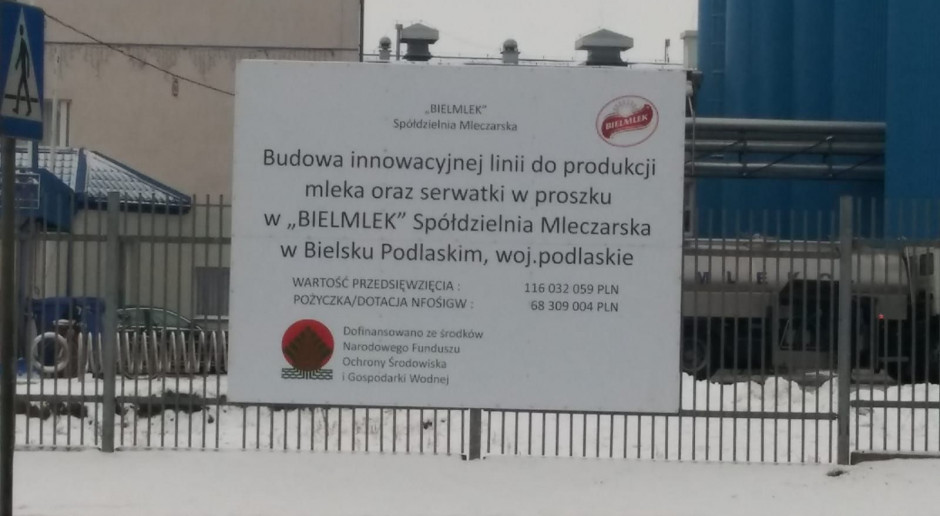 „BIELMLEK”
Spółdzielnia Mleczarska
BIELMLEK
Budowa innowacyjnej linii do produkcji
mleka oraz serwatki w proszku
w „BIELMLEK” Spółdzielnia Mleczarska
w Bielsku Podlaskim, woj.podlaskie
WARTOŚĆ PRZEDSIĘWZIĘCIA : 116 032 059 PLN
POŻYCZKA/DOTACJA NFOŚIGW : 68 309 004 PLN
Dofinansowano ze środków
Narodowego Funduszu
Ochrony Środowiska
i Gospodarki Wodnej
MLEKO